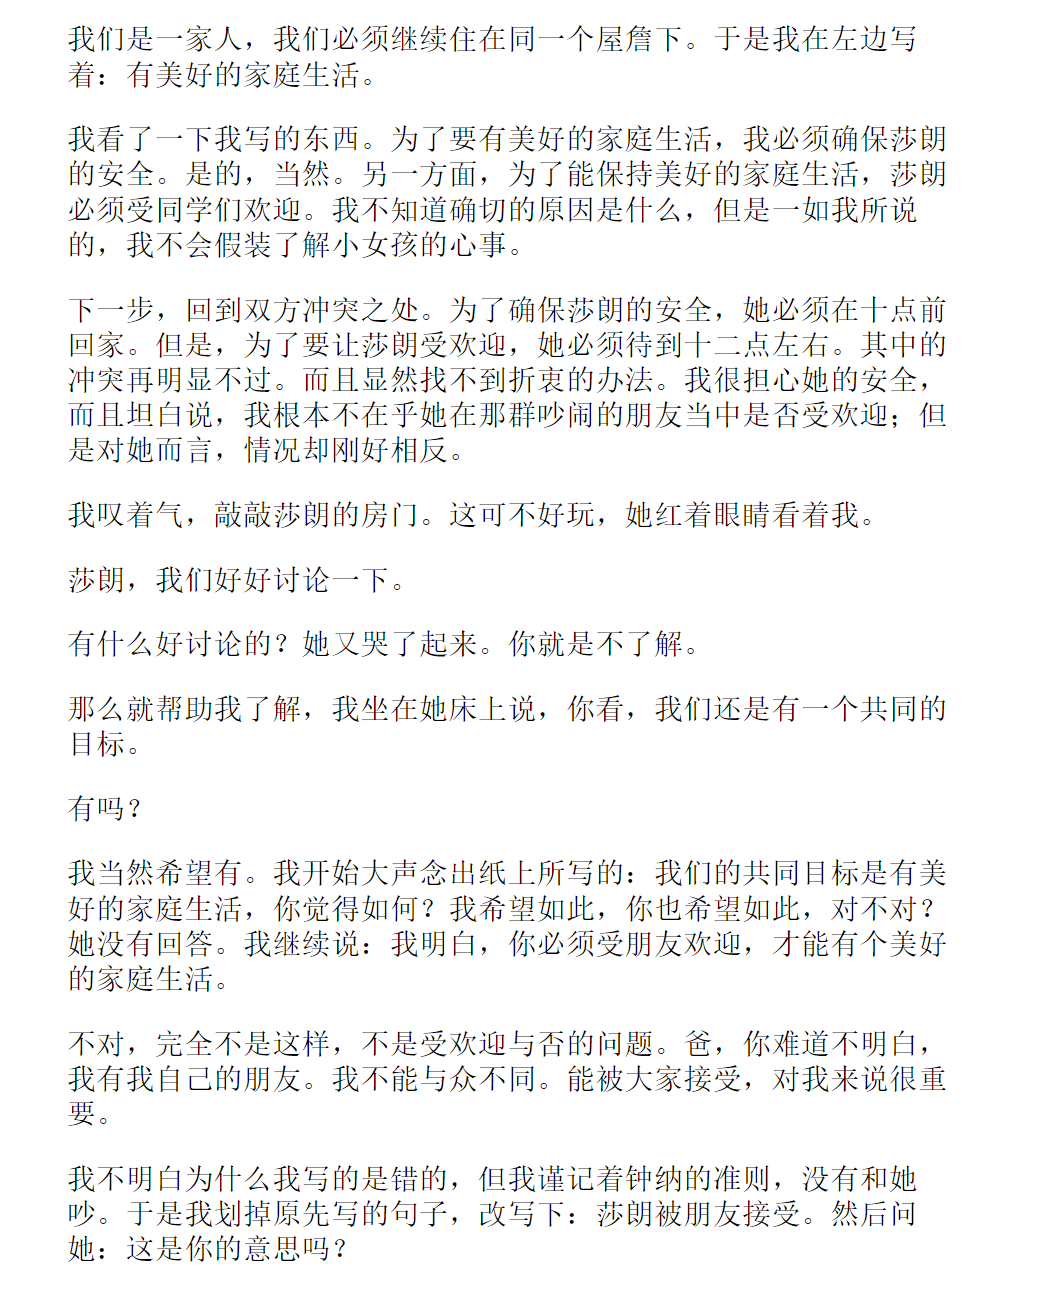 我们是一家人，我们必须继续住在同一个屋詹下。于是我在左边写
着：有美好的家庭生活。
我看了一下我写的东西。为了要有美好的家庭生活，我必须确保莎朗
的安全。是的，当然。另一方面，为了能保持美好的家庭生活，莎朗
必须受同学们欢迎。我不知道确切的原因是什么，但是一如我所说
的，我不会假装了解小女孩的心事。
下一步，回到双方冲突之处。为了确保莎朗的安全，她必须在十点前
回家。但是，为了要让莎朗受欢迎，她必须待到十二点左右。其中的
冲突再明显不过。而且显然找不到折衷的办法。我很担心她的安全，
而且坦白说，我根本不在乎她在那群吵闹的朋友当中是否受欢迎；但
是对她而言，情况却刚好相反。
我叹着气，敲敲莎朗的房门。这可不好玩，她红着眼睛看着我。
莎朗，我们好好讨论一下。
有什么好讨论的？她又哭了起来。你就是不了解。
那么就帮助我了解，我坐在她床上说，你看，我们还是有一个共同的
目标。
有吗？
我当然希望有。我开始大声念出纸上所写的：我们的共同目标是有美
好的家庭生活，你觉得如何？我希望如此，你也希望如此，对不对？
她没有回答。我继续说：我明白，你必须受朋友欢迎，才能有个美好
的家庭生活。
不对，完全不是这样，不是受欢迎与否的问题。爸，你难道不明白，
我有我自己的朋友。我不能与众不同。能被大家接受，对我来说很重
要。
我不明白为什么我写的是错的，但我谨记着钟纳的准则，没有和她
吵。于是我划掉原先写的句子，改写下：莎朗被朋友接受。然后问
她：这是你的意思吗？